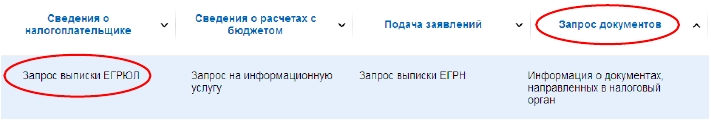 Сведения о
налогоплательщике
Сведения о расчетах с
бюджетом
Подача заявлений
Запрос документов
Запрос выписки ЕГРЮЛ
Запрос на информационную
услугу
Запрос выписки ЕГРН
Информация о документах,
направленных в налоговый
орган